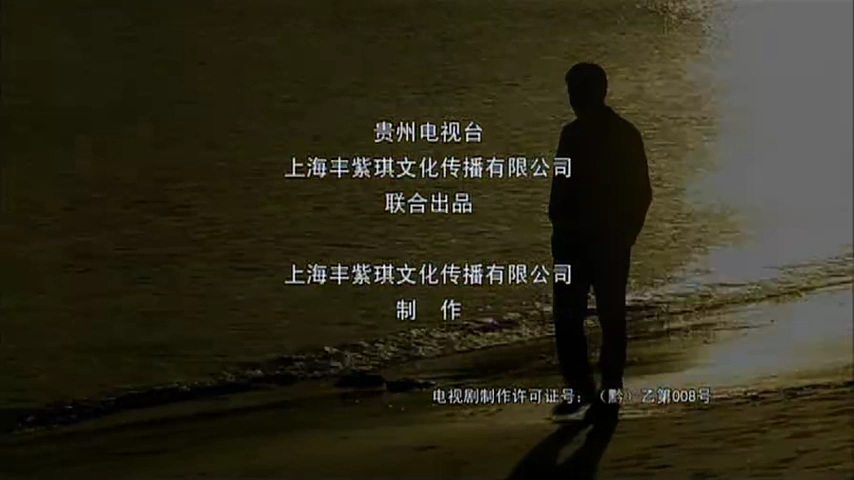 贵州电视台
上海丰紫琪文化传播有限公司
联合出品
上海丰紫琪文化传播有限公司
制 作
电视剧制作许可证号：（黔）乙第008号